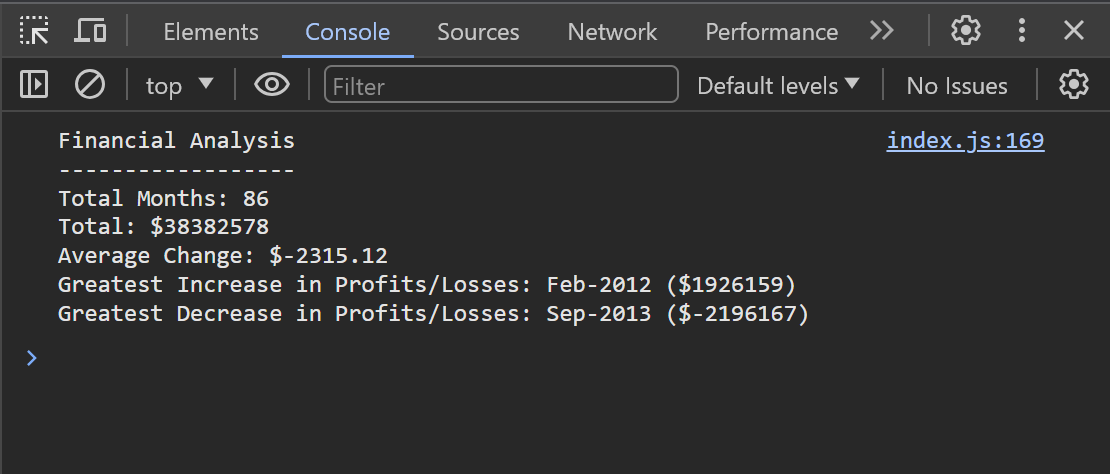 Elements Console Sources Network Performance
top Filter Default levels No Issues
Financial Analysis index.js:169
------------------
Total Months: 86
Total: $38382578
Average Change: $-2315.12
Greatest Increase in Profits/Losses: Feb-2012 ($1926159)
Greatest Decrease in Profits/Losses: Sep-2013 ($-2196167)